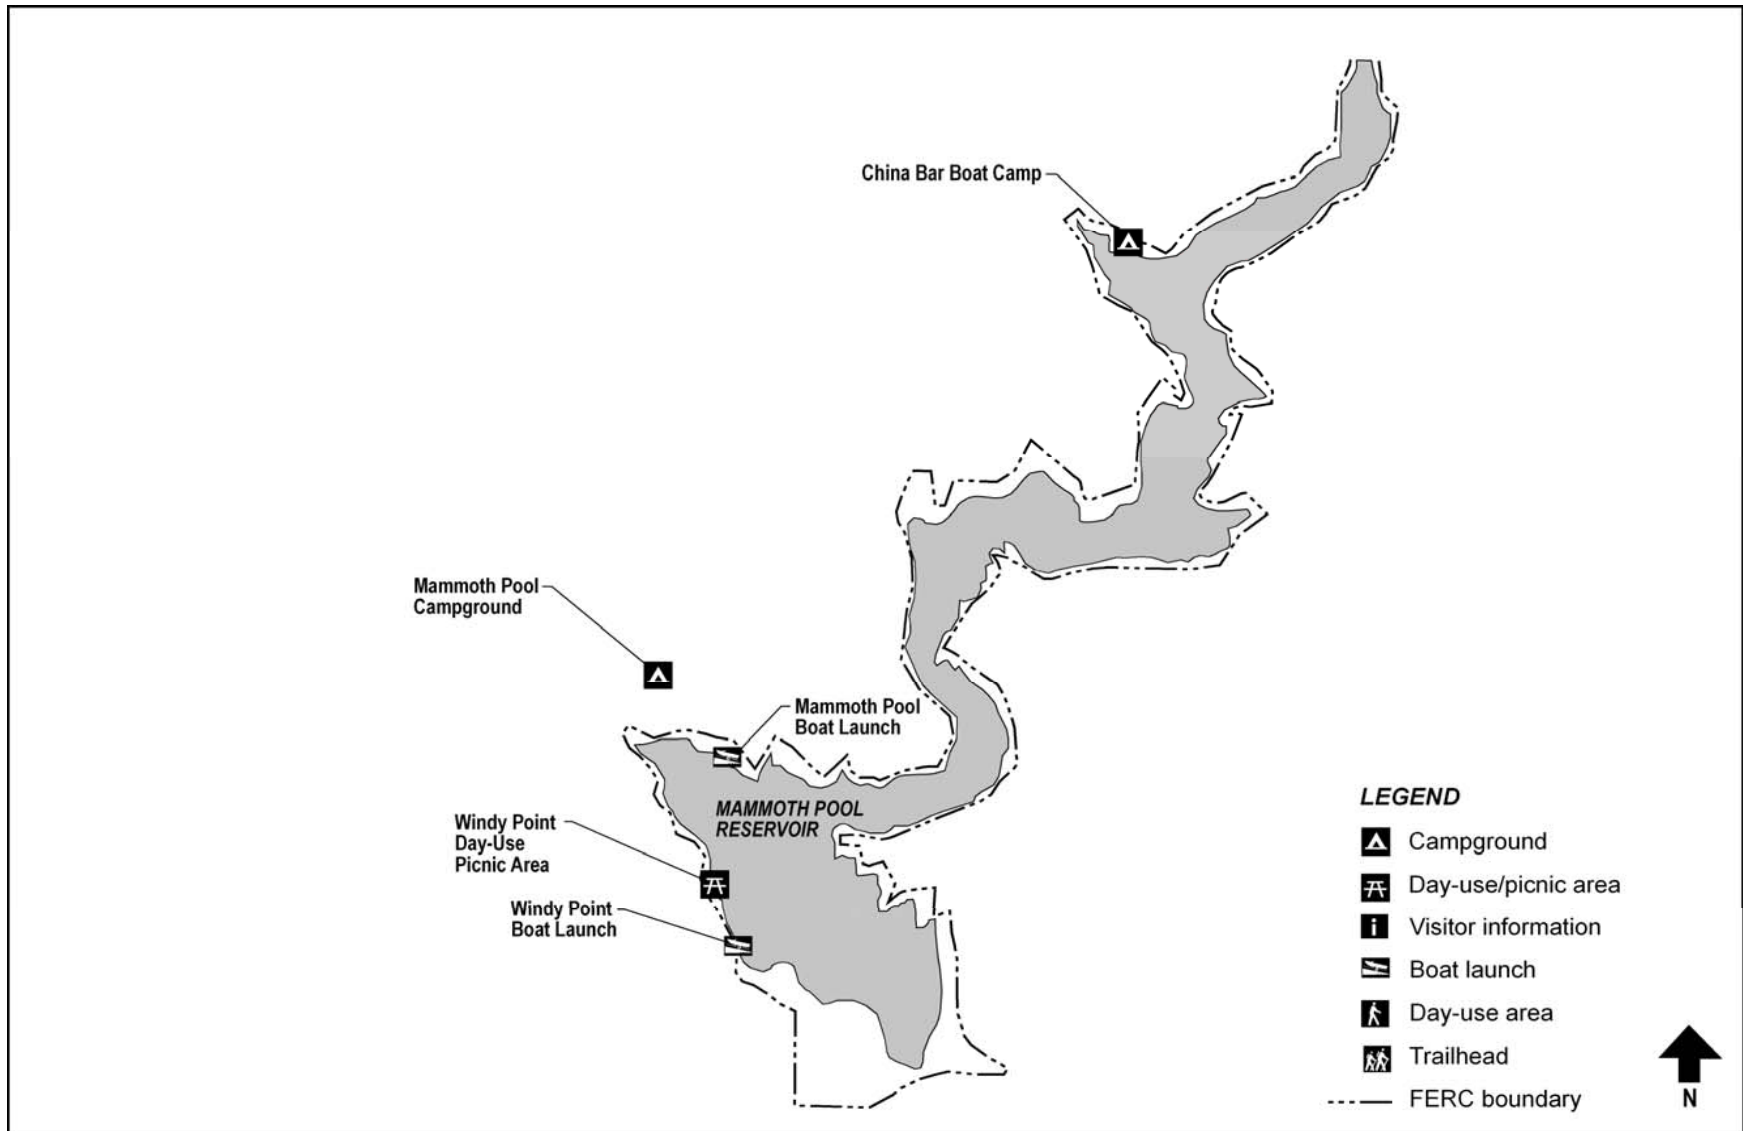 China Bar Boat Camp
Mammoth Pool
Campground
Mammoth Pool
Boat Launch
MAMMOTH POOL
RESERVOIR
Windy Point
Day-Use
Picnic Area
Windy Point
Boat Launch
LEGEND
Campground
Day-use/picnic area
i Visitor information
Boat launch
Day-use area
Trailhead
FERC boundary
N